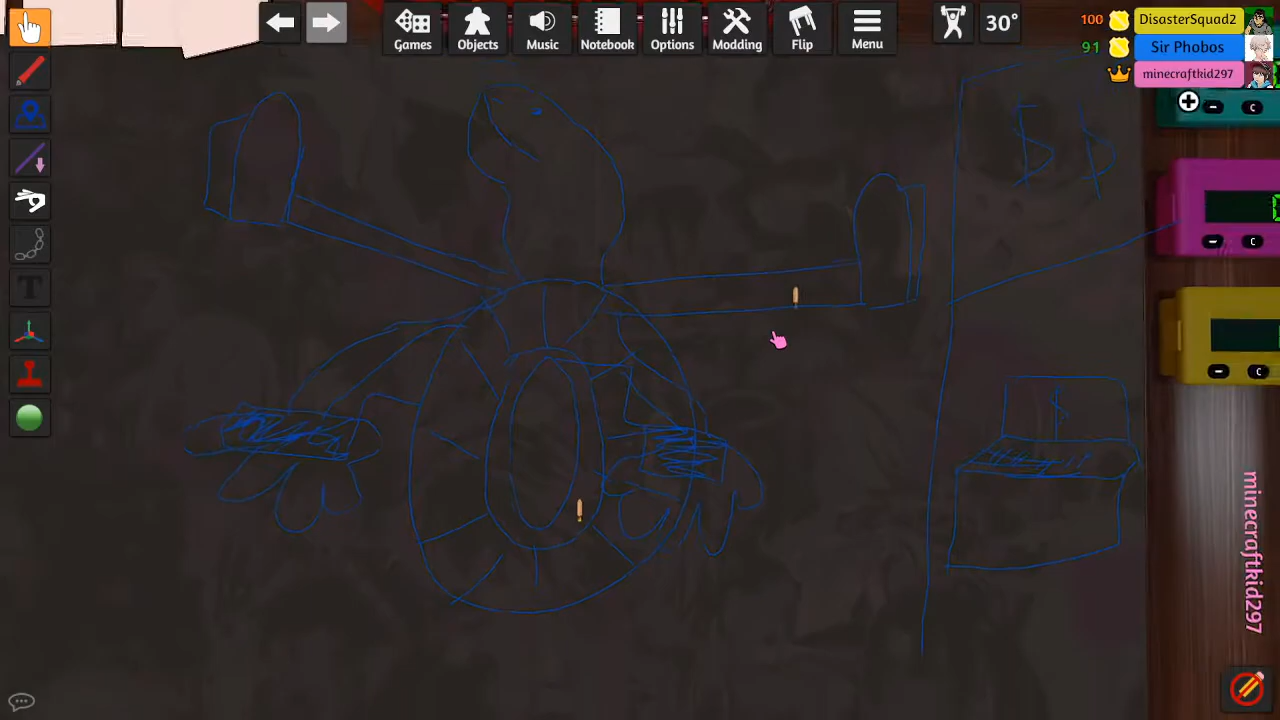 Games
Objects
Music
Notebook
Options
Modding
Flip
Menu
30°
100 DisasterSquad2
91 Sir Phobos
minecraftkid297
- C
- C
- C
T
$ $
$
minecraftkid297